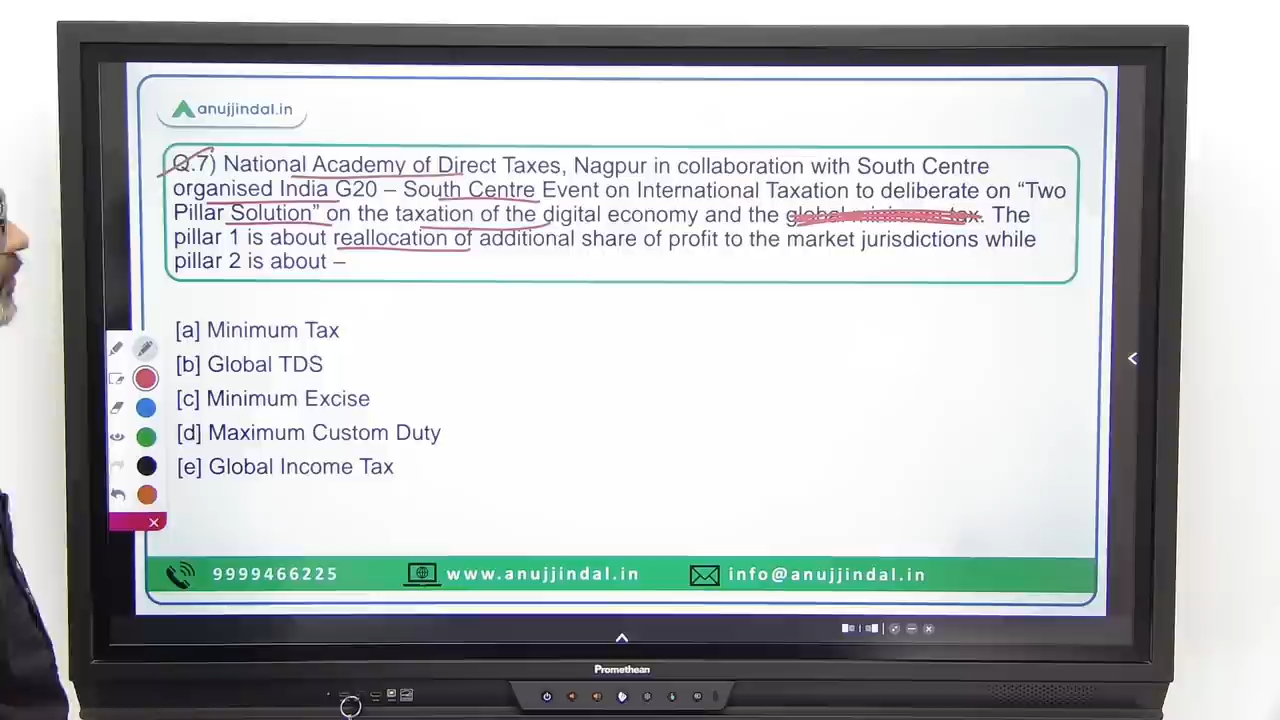 anujjindal.in
Q.7) National Academy of Direct Taxes, Nagpur in collaboration with South Centre
organised India G20 – South Centre Event on International Taxation to deliberate on “Two
Pillar Solution” on the taxation of the digital economy and the global minimum tax. The
pillar 1 is about reallocation of additional share of profit to the market jurisdictions while
pillar 2 is about –
[a] Minimum Tax
[b] Global TDS
[c] Minimum Excise
[d] Maximum Custom Duty
[e] Global Income Tax
9999466225 www.anujjindal.in info@anujjindal.in
Promethean